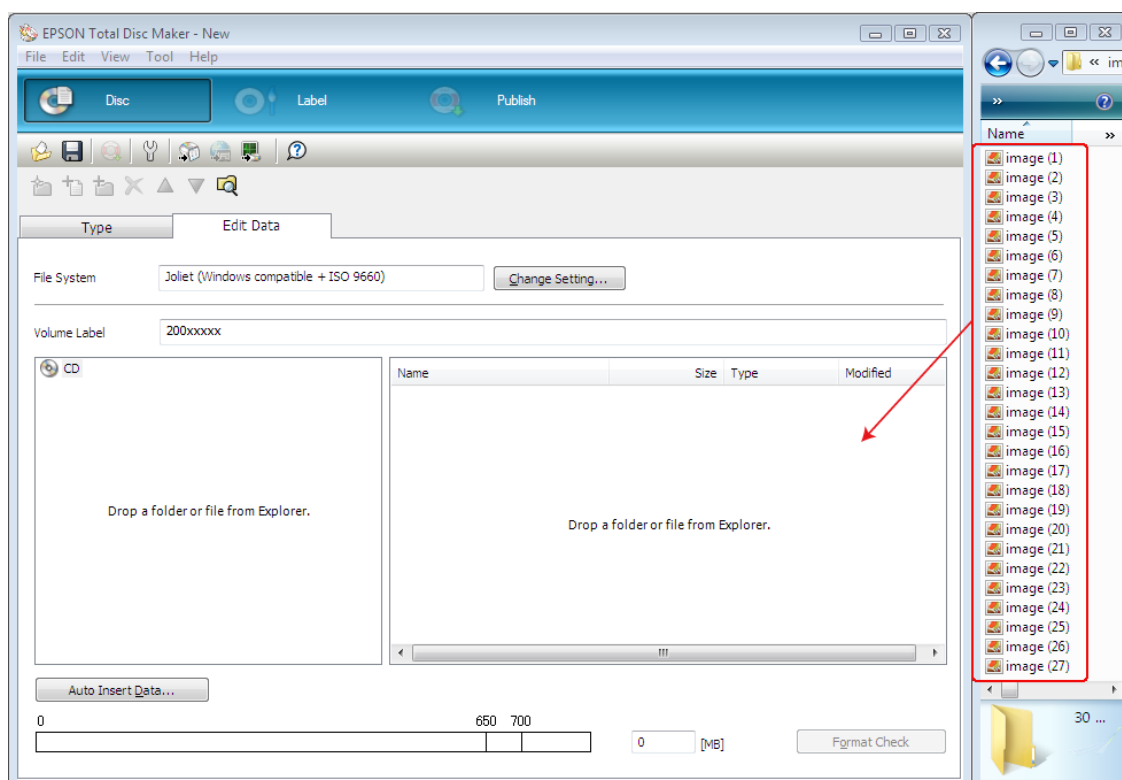 EPSON Total Disc Maker - New
File Edit View Tool Help
Disc Label Publish
Type Edit Data
File System Joliet (Windows compatible + ISO 9660) Change Setting...
Volume Label 200xxxxx
CD
Name Size Type Modified
Drop a folder or file from Explorer.
Drop a folder or file from Explorer.
Auto Insert Data...
0 650 700
0 [MB] Format Check
« im
»
Name »
image (1)
image (2)
image (3)
image (4)
image (5)
image (6)
image (7)
image (8)
image (9)
image (10)
image (11)
image (12)
image (13)
image (14)
image (15)
image (16)
image (17)
image (18)
image (19)
image (20)
image (21)
image (22)
image (23)
image (24)
image (25)
image (26)
image (27)
30 ...